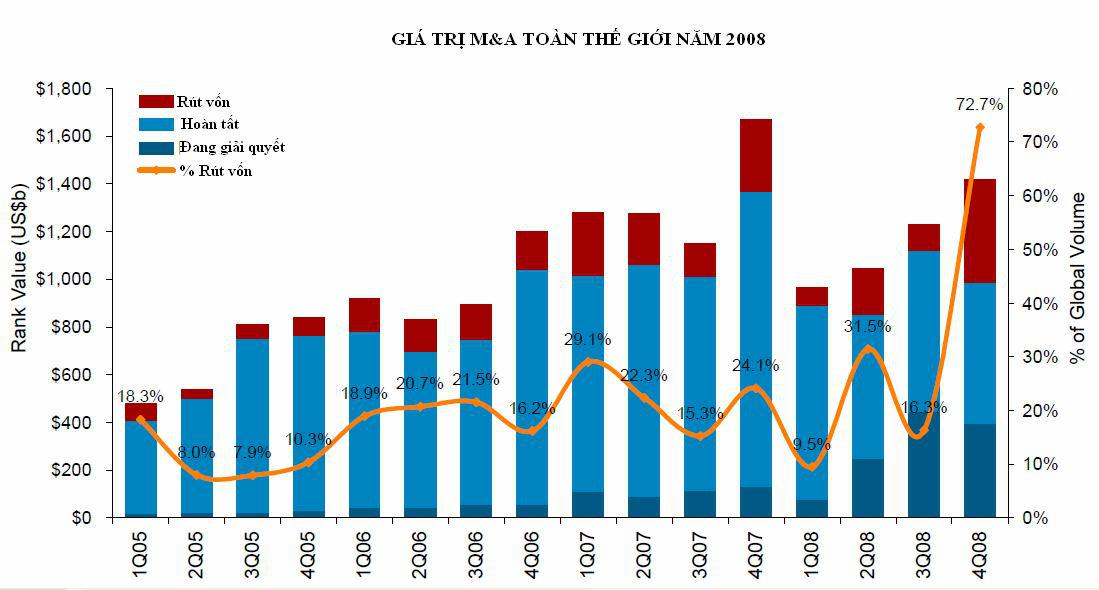 GIÁ TRỊ M&A TOÀN THẾ GIỚI NĂM 2008
Rút vốn
Hoàn tất
Đang giải quyết
% Rút vốn
Rank Value (US$b)
$1,800
$1,600
$1,400
$1,200
$1,000
$800
$600
$400
$200
$0
18.3%
8.0%
7.9%
10.3%
18.9%
20.7%
21.5%
16.2%
29.1%
22.3%
15.3%
24.1%
9.5%
31.5%
16.3%
72.7%
80%
70%
60%
50%
40%
30%
20%
10%
0%
% of Global Volume
1Q05
2Q05
3Q05
4Q05
1Q06
2Q06
3Q06
4Q06
1Q07
2Q07
3Q07
4Q07
1Q08
2Q08
3Q08
4Q08